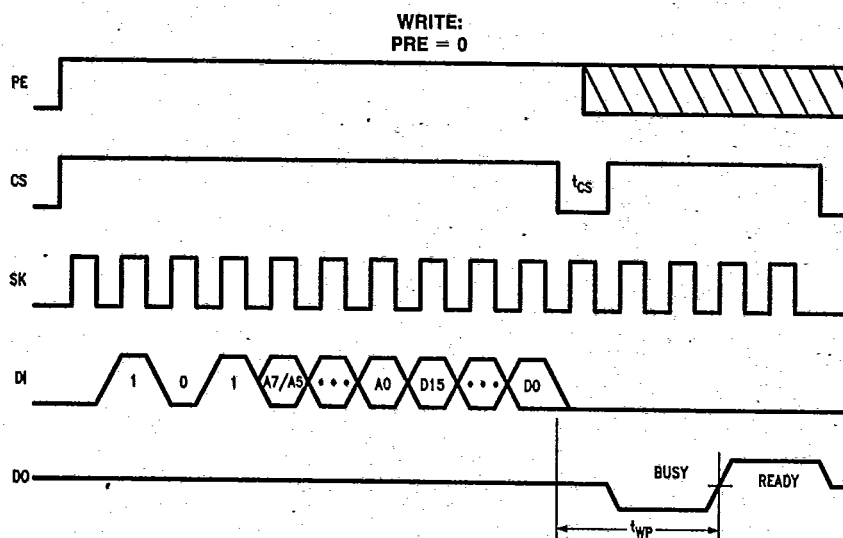 WRITE:
PRE = 0
PE
CS
tCS
SK
DI
1 0 1 A7/A5 ••• A0 D15 ••• D0
DO
BUSY
READY
tWP